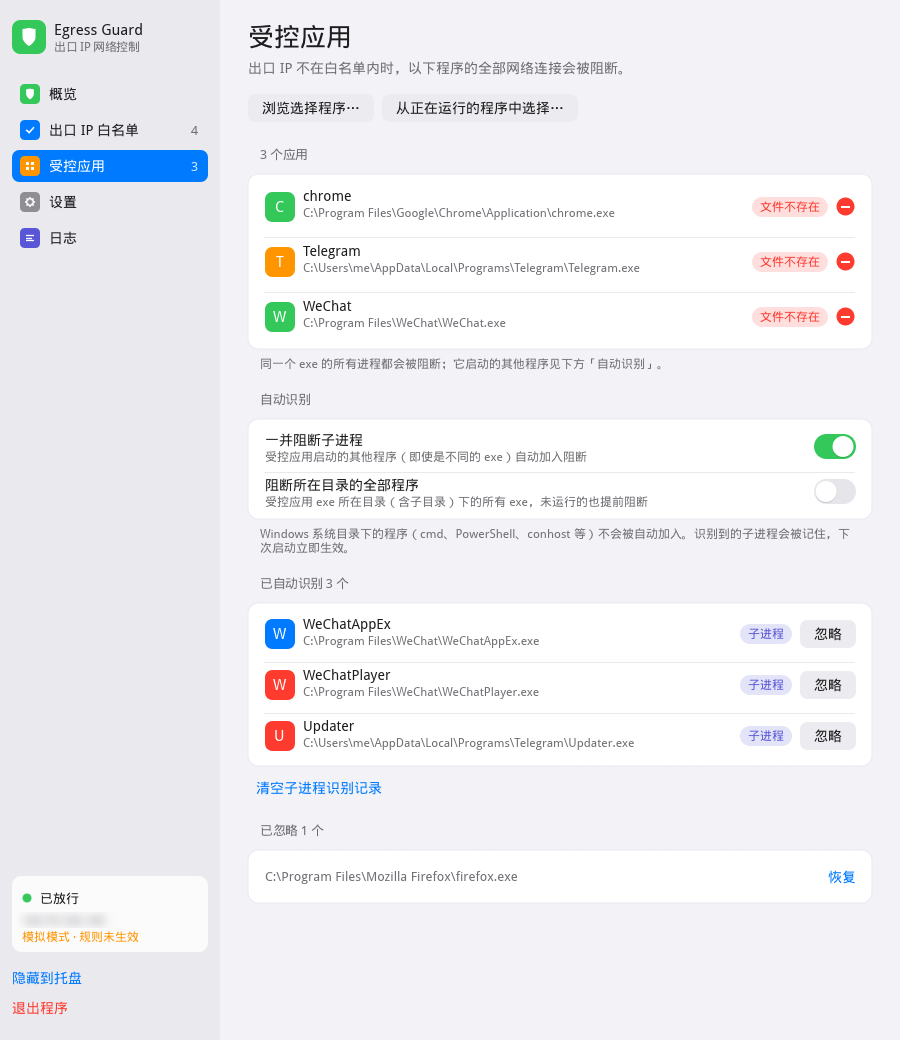 Egress Guard
出口 IP 网络控制
概览
出口 IP 白名单 4
受控应用 3
设置
日志
已放行
模拟模式 · 规则未生效
隐藏到托盘
退出程序
受控应用
出口 IP 不在白名单内时，以下程序的全部网络连接会被阻断。
浏览选择程序… 从正在运行的程序中选择…
3 个应用
C chrome
C:\Program Files\Google\Chrome\Application\chrome.exe
文件不存在
T Telegram
C:\Users\me\AppData\Local\Programs\Telegram\Telegram.exe
文件不存在
W WeChat
C:\Program Files\WeChat\WeChat.exe
文件不存在
同一个 exe 的所有进程都会被阻断；它启动的其他程序见下方「自动识别」。
自动识别
一并阻断子进程
受控应用启动的其他程序（即使是不同的 exe）自动加入阻断
阻断所在目录的全部程序
受控应用 exe 所在目录（含子目录）下的所有 exe，未运行的也提前阻断
Windows 系统目录下的程序（cmd、PowerShell、conhost 等）不会被自动加入。识别到的子进程会被记住，下
次启动立即生效。
已自动识别 3 个
W WeChatAppEx
C:\Program Files\WeChat\WeChatAppEx.exe
子进程 忽略
W WeChatPlayer
C:\Program Files\WeChat\WeChatPlayer.exe
子进程 忽略
U Updater
C:\Users\me\AppData\Local\Programs\Telegram\Updater.exe
子进程 忽略
清空子进程识别记录
已忽略 1 个
C:\Program Files\Mozilla Firefox\firefox.exe 恢复